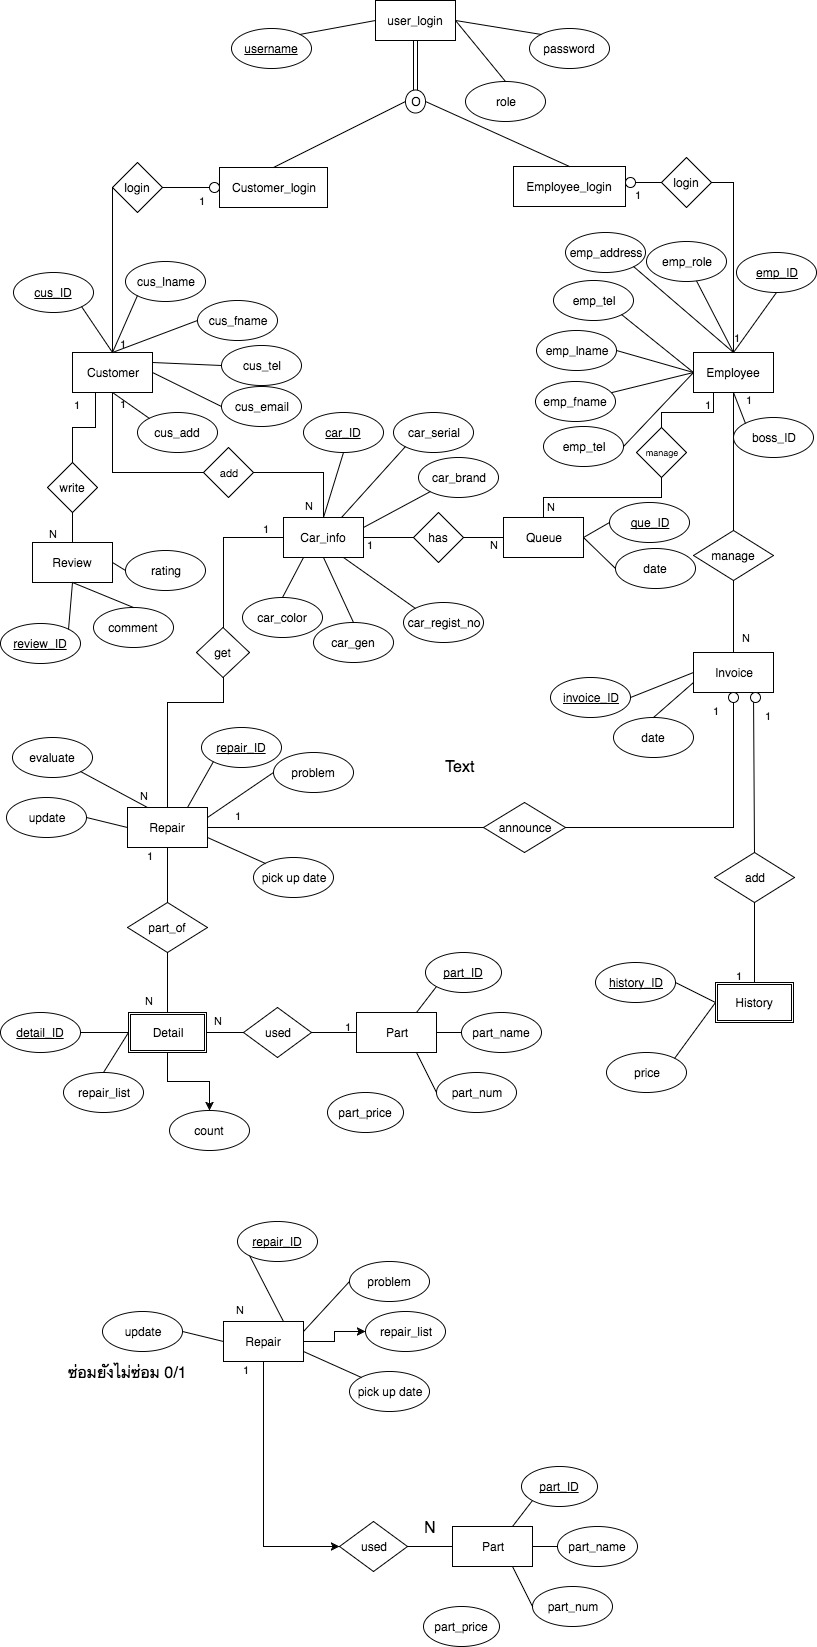 user_login
username
password
role
O
login
1
Customer_login
Employee_login
1
login
emp_address
emp_role
emp_ID
cus_ID
cus_lname
cus_fname
emp_tel
1
1
Customer
cus_tel
emp_lname
Employee
1
1
cus_email
emp_fname
1
1
cus_add
car_ID
car_serial
emp_tel
boss_ID
manage
add
car_brand
write
N
N
que_ID
N
1
Car_info
1
has
N
Queue
Review
rating
date
manage
comment
car_color
car_regist_no
review_ID
car_gen
N
get
Invoice
invoice_ID
1
1
date
repair_ID
evaluate
problem
Text
N
update
1
Repair
announce
1
pick up date
add
part_of
part_ID
1
history_ID
N
History
detail_ID
Detail
N
used
1
Part
part_name
price
repair_list
part_num
part_price
count
repair_ID
problem
N
update
Repair
repair_list
ซ่อมยังไม่ซ่อม 0/1
1
pick up date
part_ID
N
used
Part
part_name
part_num
part_price